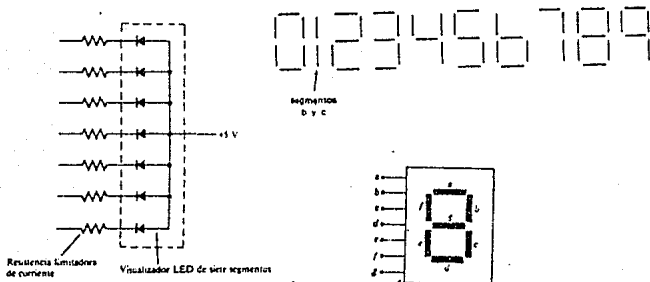 +5 V
Resistencia limitadora
de corriente
Visualizador LED de siete segmentos
0123456789
segmentos
b y c
a
b
c
d
e
f
a
f
b
g
e
c
d